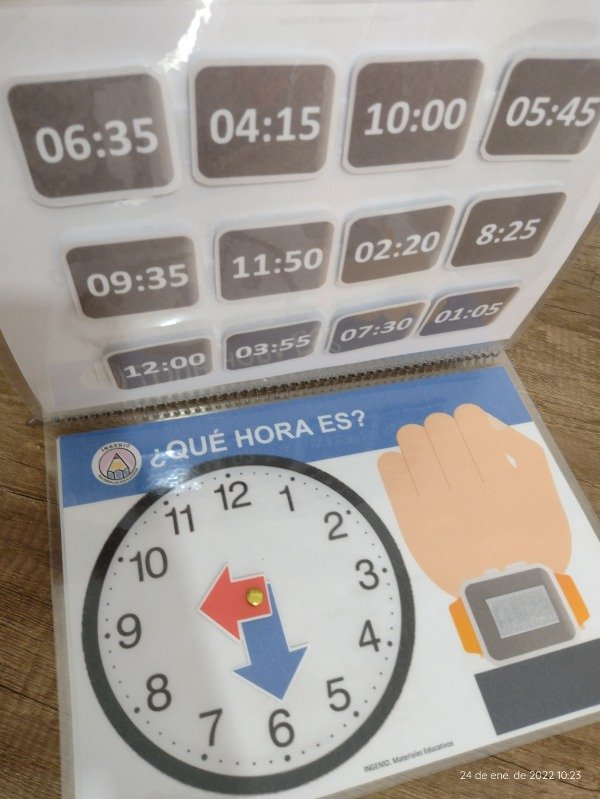 06:35 04:15 10:00 05:45
09:35 11:50 02:20 8:25
12:00 03:55 07:30 01:05
INGENIO
¿QUÉ HORA ES?
12
1
2
3
4
5
6
7
8
9
10
11
INGENIO. Materiales Educativos
24 de ene. de 2022 10:23